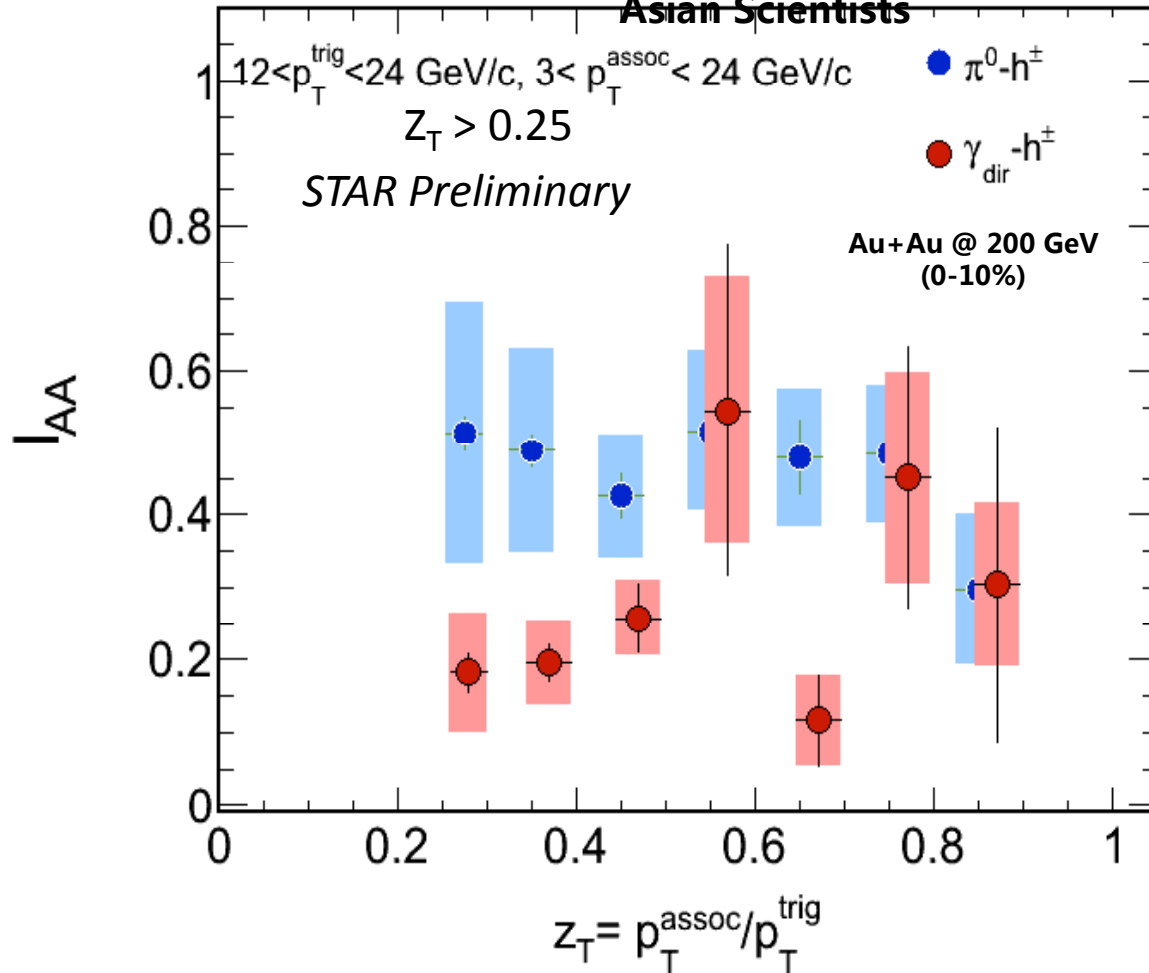 Asian Scientists
12<p_T^trig<24 GeV/c, 3< p_T^assoc< 24 GeV/c
Z_T > 0.25
STAR Preliminary
π⁰-h±
γ_dir-h±
Au+Au @ 200 GeV
(0-10%)
I_AA
1
0.8
0.6
0.4
0.2
0
0 0.2 0.4 0.6 0.8 1
z_T= p_T^assoc/p_T^trig